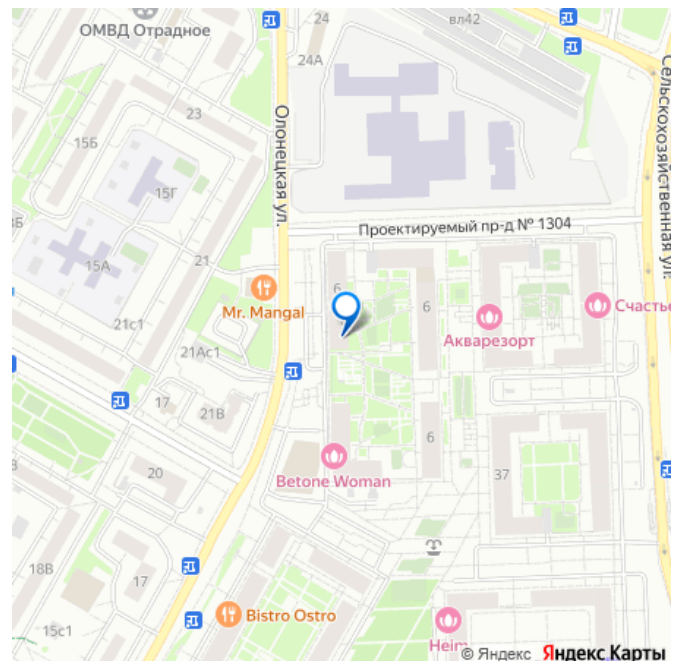 24
вл42
ОМВД Отрадное
24
24А
23
Олонецкая ул.
Сельскохозяйственная ул.
15Б
15Г
Проектируемый пр-д № 1304
15А
21
6
Mr. Mangal
6
Счастье
Акварезорт
21с1
21Ас1
17
21В
6
Betone Woman
37
20
18В
17
Bistro Ostro
15с1
Heim
© Яндекс Яндекс Карты